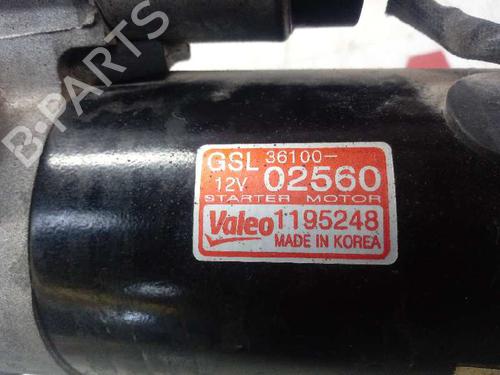 B-PARTS
GSL 36100-
12V 02560
STARTER MOTOR
Valeo 1195248
MADE IN KOREA